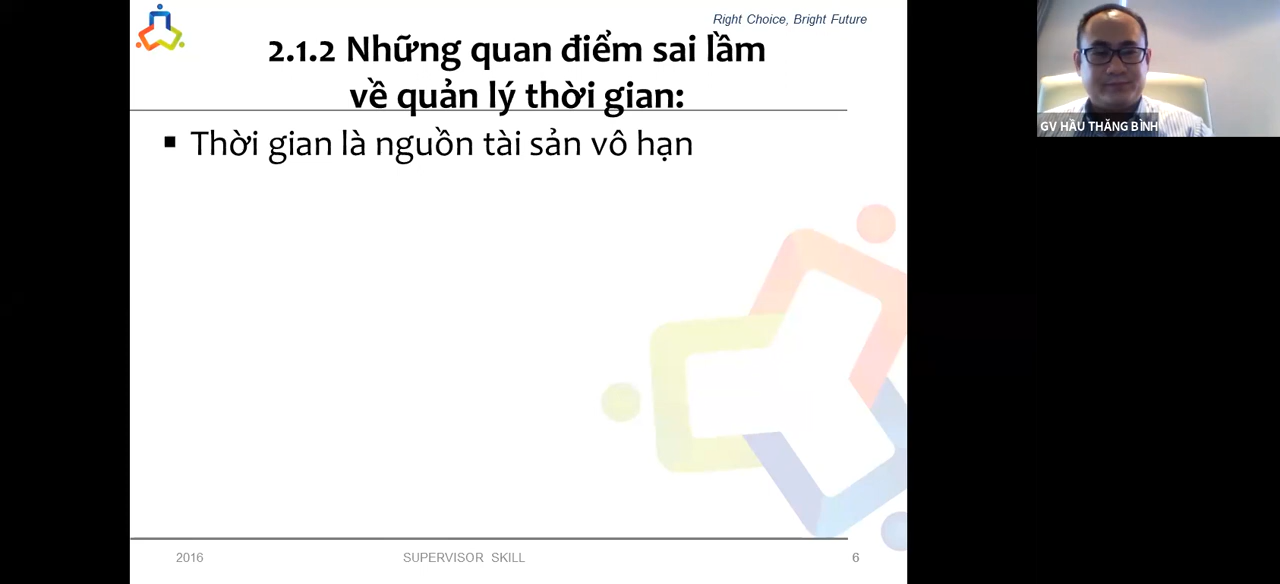 Right Choice, Bright Future
2.1.2 Những quan điểm sai lầm
về quản lý thời gian:
▪ Thời gian là nguồn tài sản vô hạn
GV HẦU THĂNG BÌNH
2016 SUPERVISOR SKILL 6